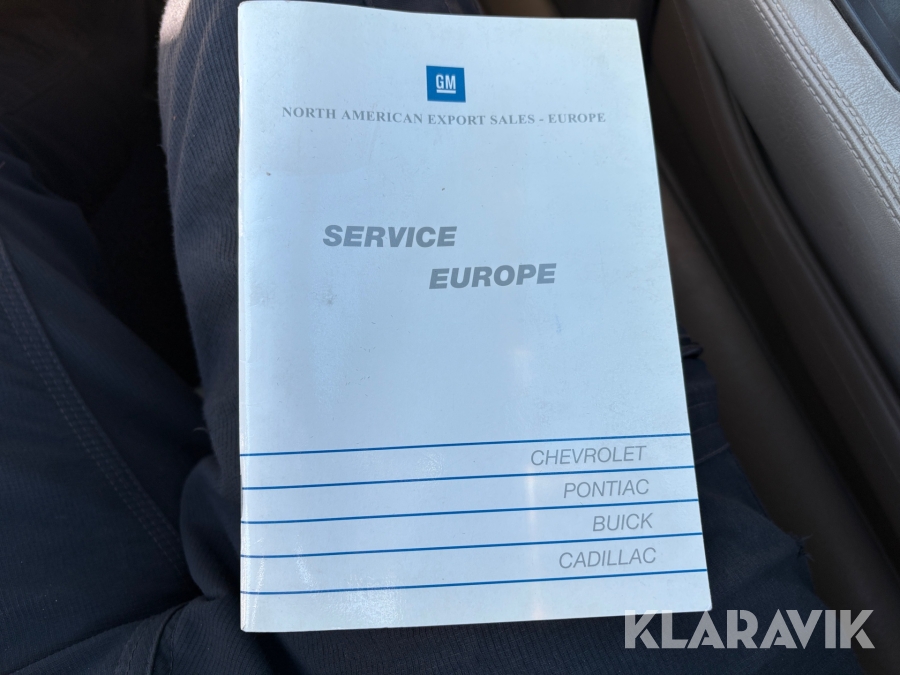 GM
NORTH AMERICAN EXPORT SALES - EUROPE
SERVICE
EUROPE
CHEVROLET
PONTIAC
BUICK
CADILLAC
KLARAVIK